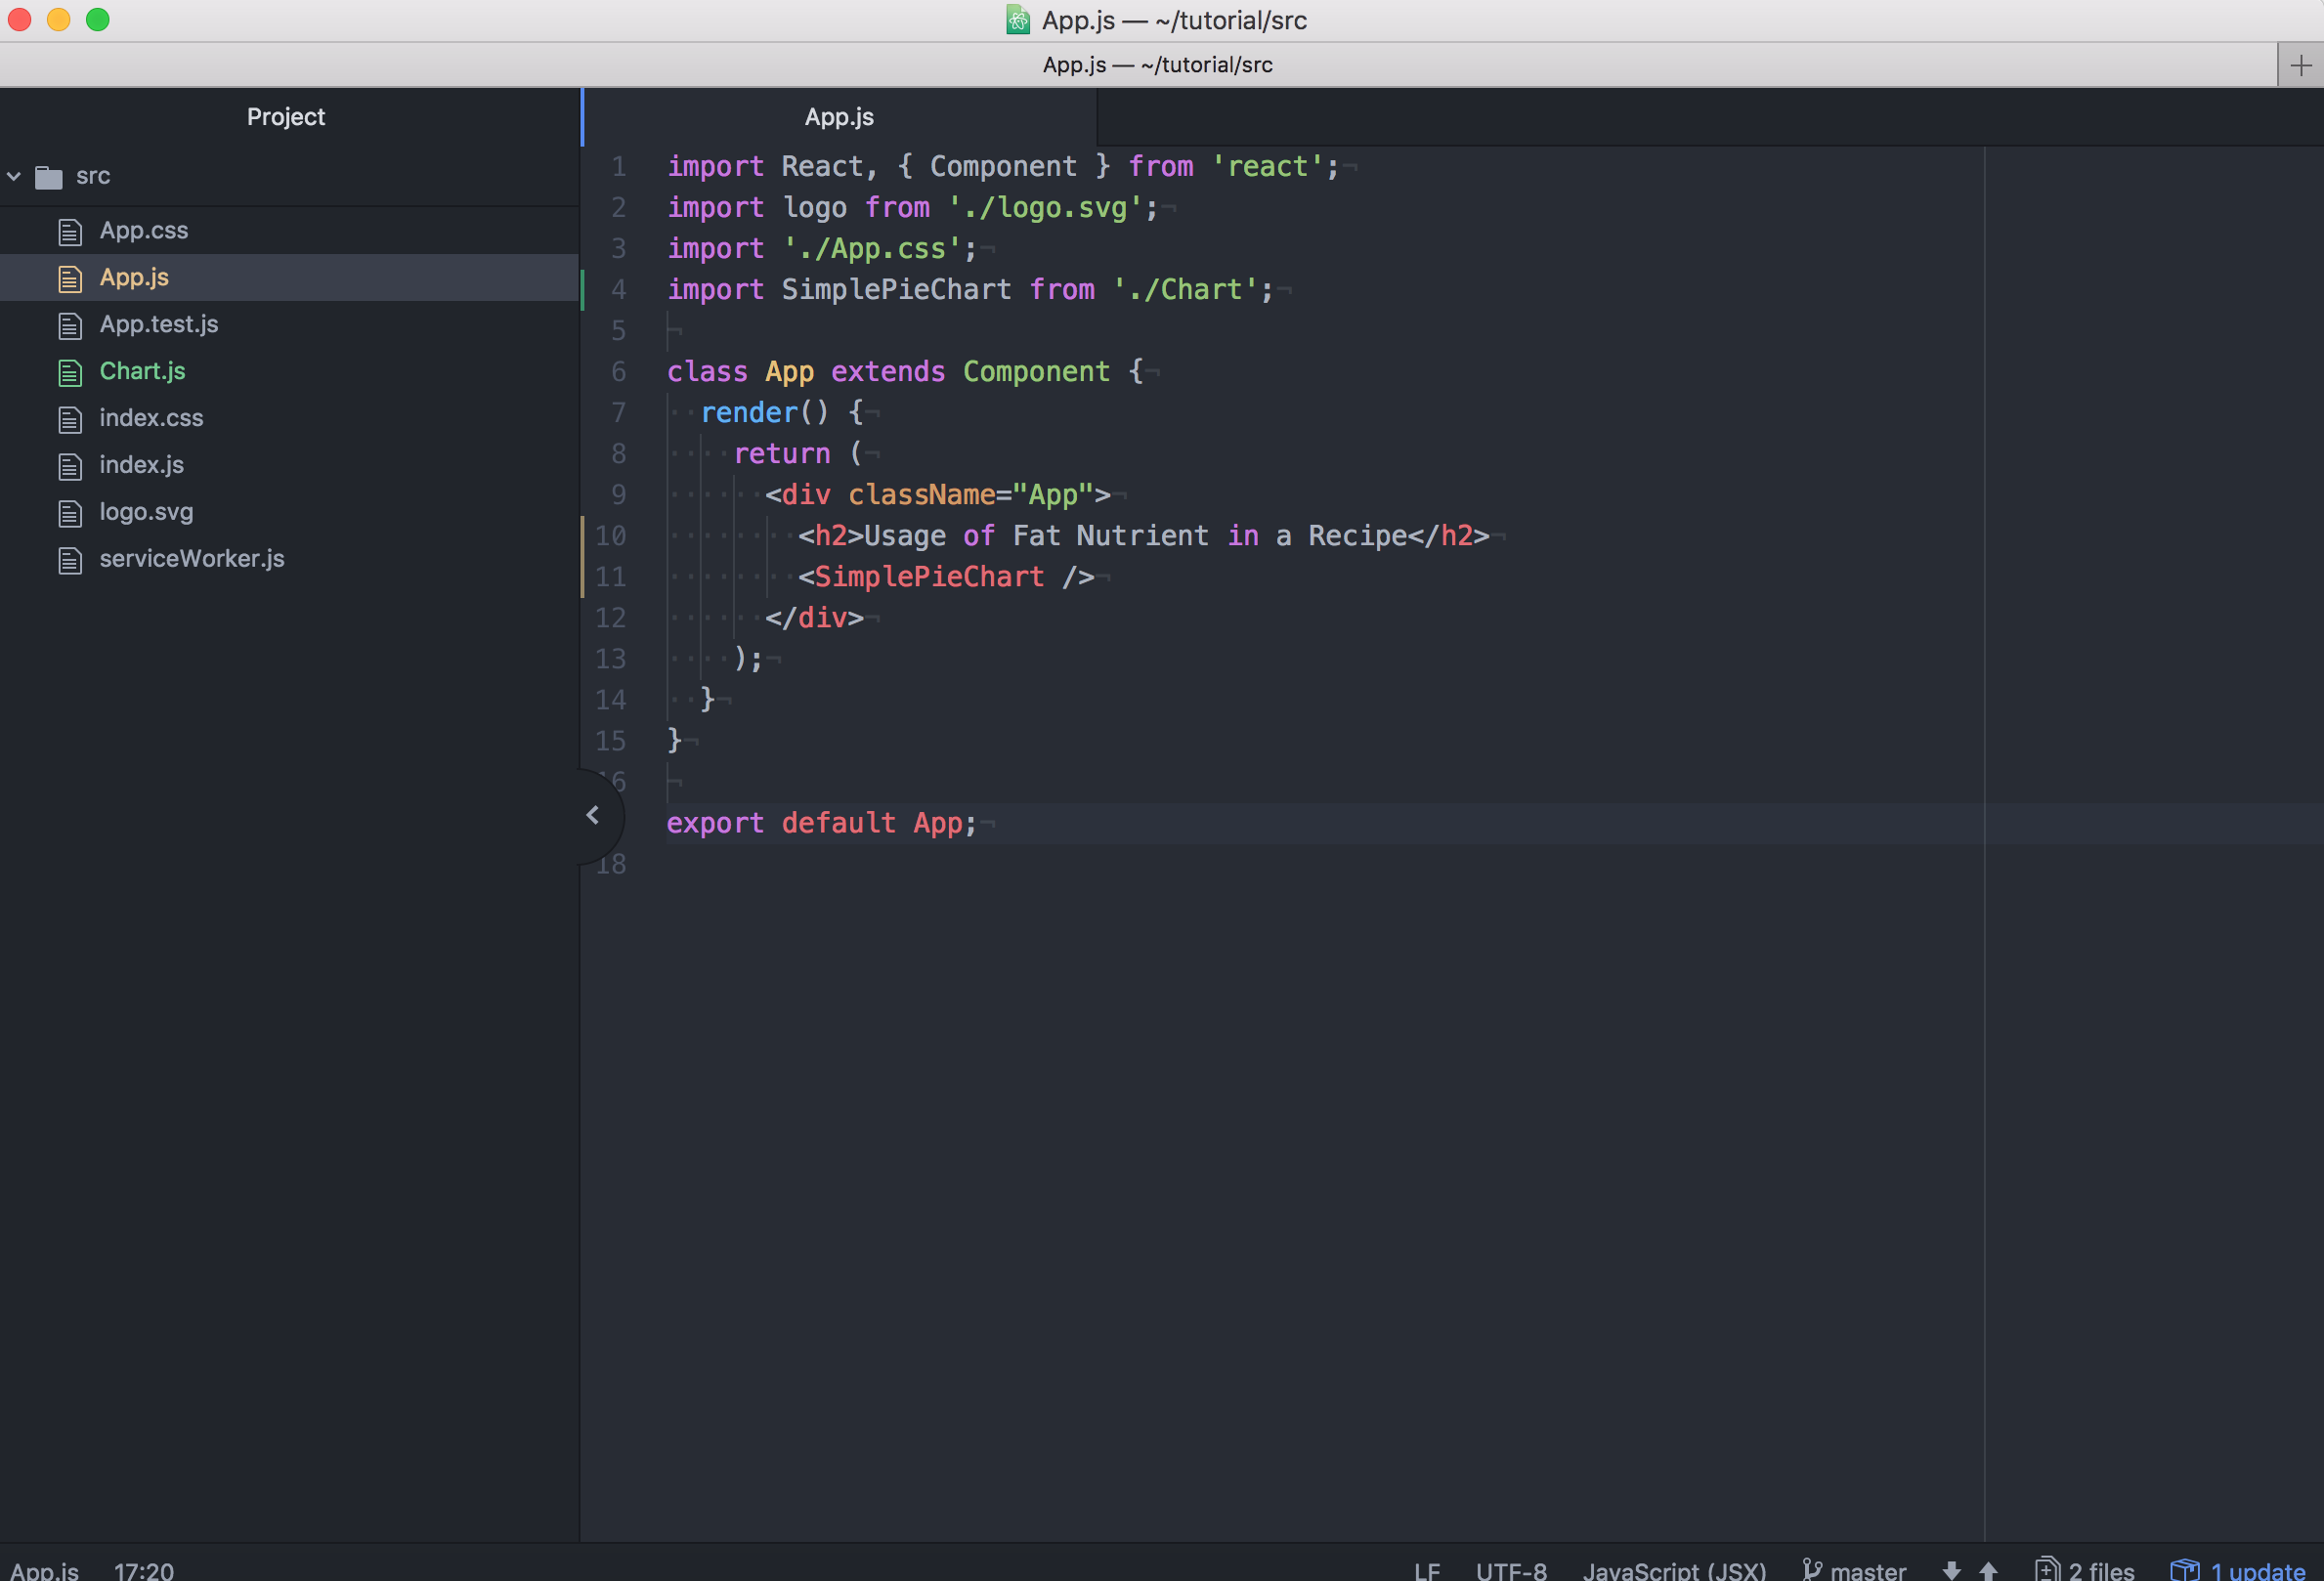 App.js — ~/tutorial/src
App.js — ~/tutorial/src
Project
src
App.css
App.js
App.test.js
Chart.js
index.css
index.js
logo.svg
serviceWorker.js
App.js
1 import React, { Component } from 'react';¬
2 import logo from './logo.svg';¬
3 import './App.css';¬
4 import SimplePieChart from './Chart';¬
5 ¬
6 class App extends Component {¬
7 ··render() {¬
8 ····return (¬
9 ······<div className="App">¬
10 ········<h2>Usage of Fat Nutrient in a Recipe</h2>¬
11 ········<SimplePieChart />¬
12 ······</div>¬
13 ····);¬
14 ··}¬
15 }¬
16 ¬
export default App;¬
18
App.js 17:20 LF UTF-8 JavaScript (JSX) master 2 files 1 update